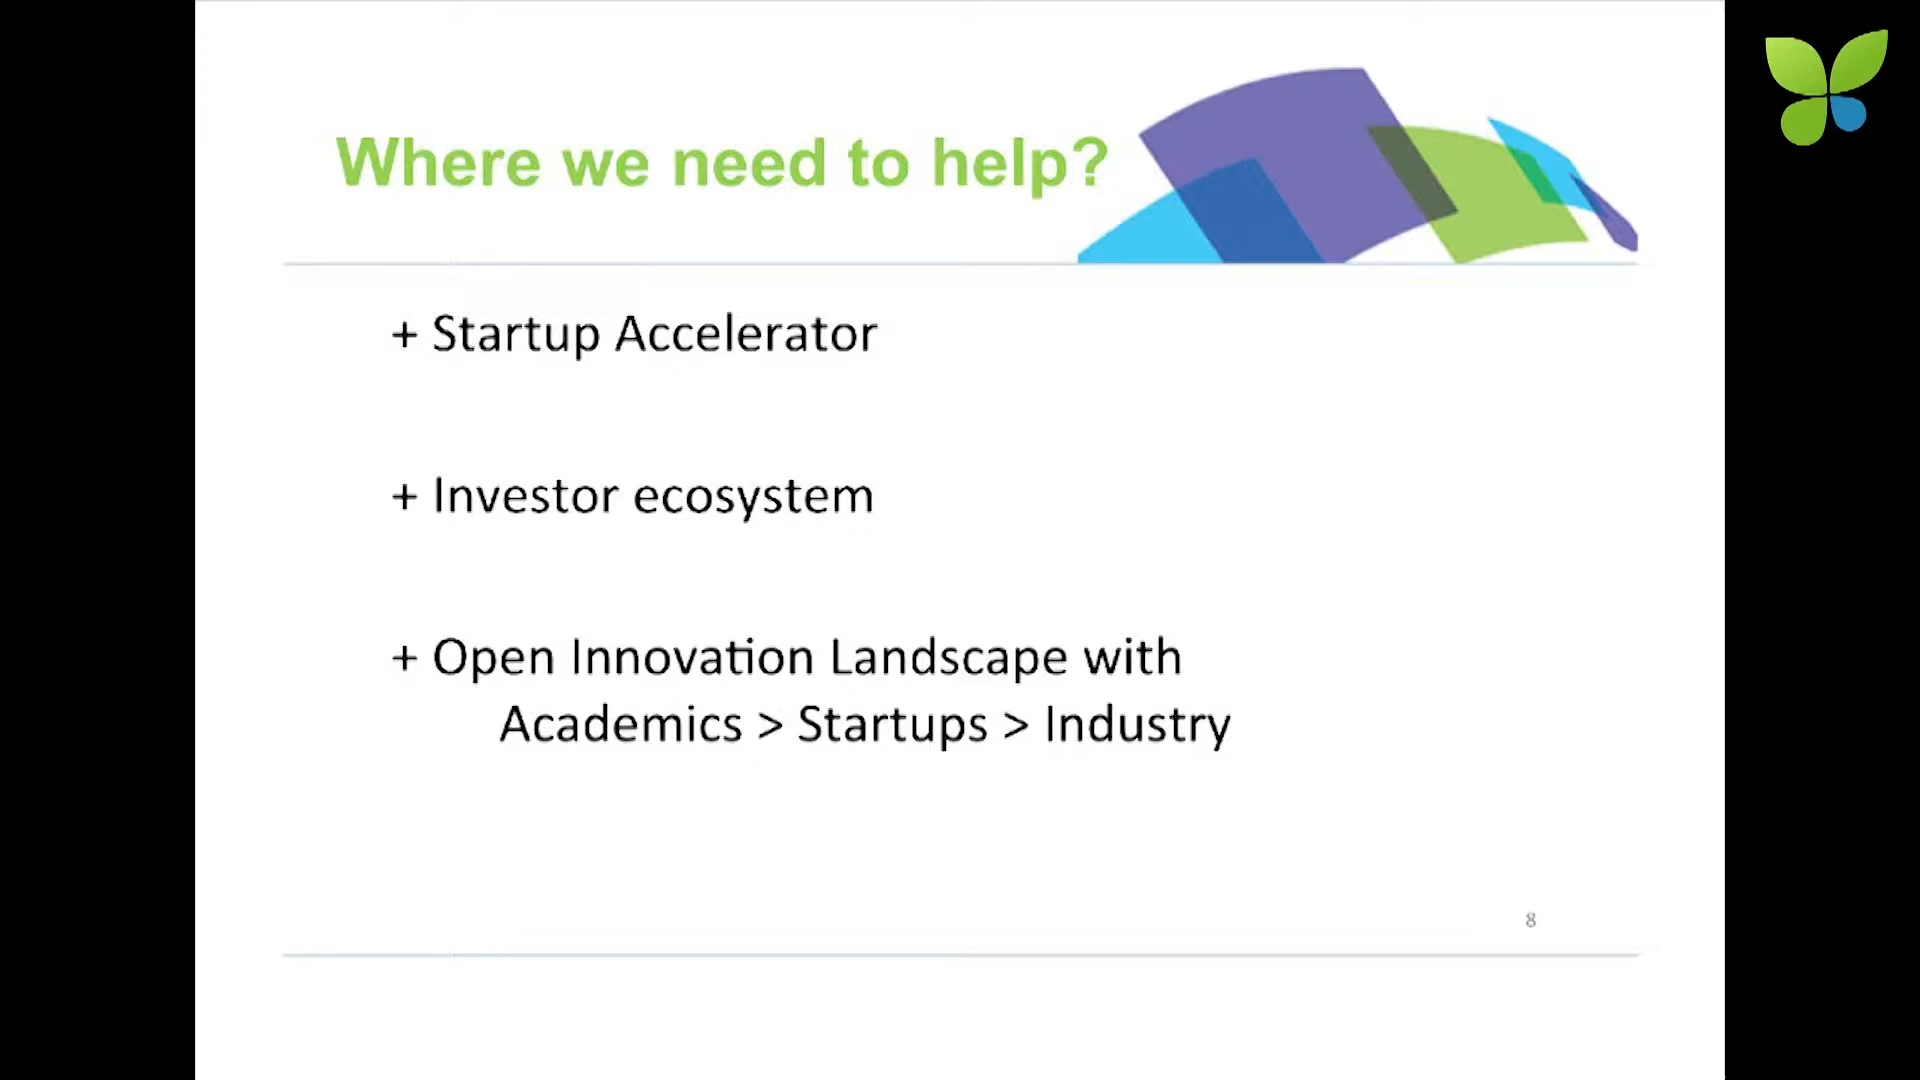 Where we need to help?
+ Startup Accelerator
+ Investor ecosystem
+ Open Innovation Landscape with
Academics > Startups > Industry
8